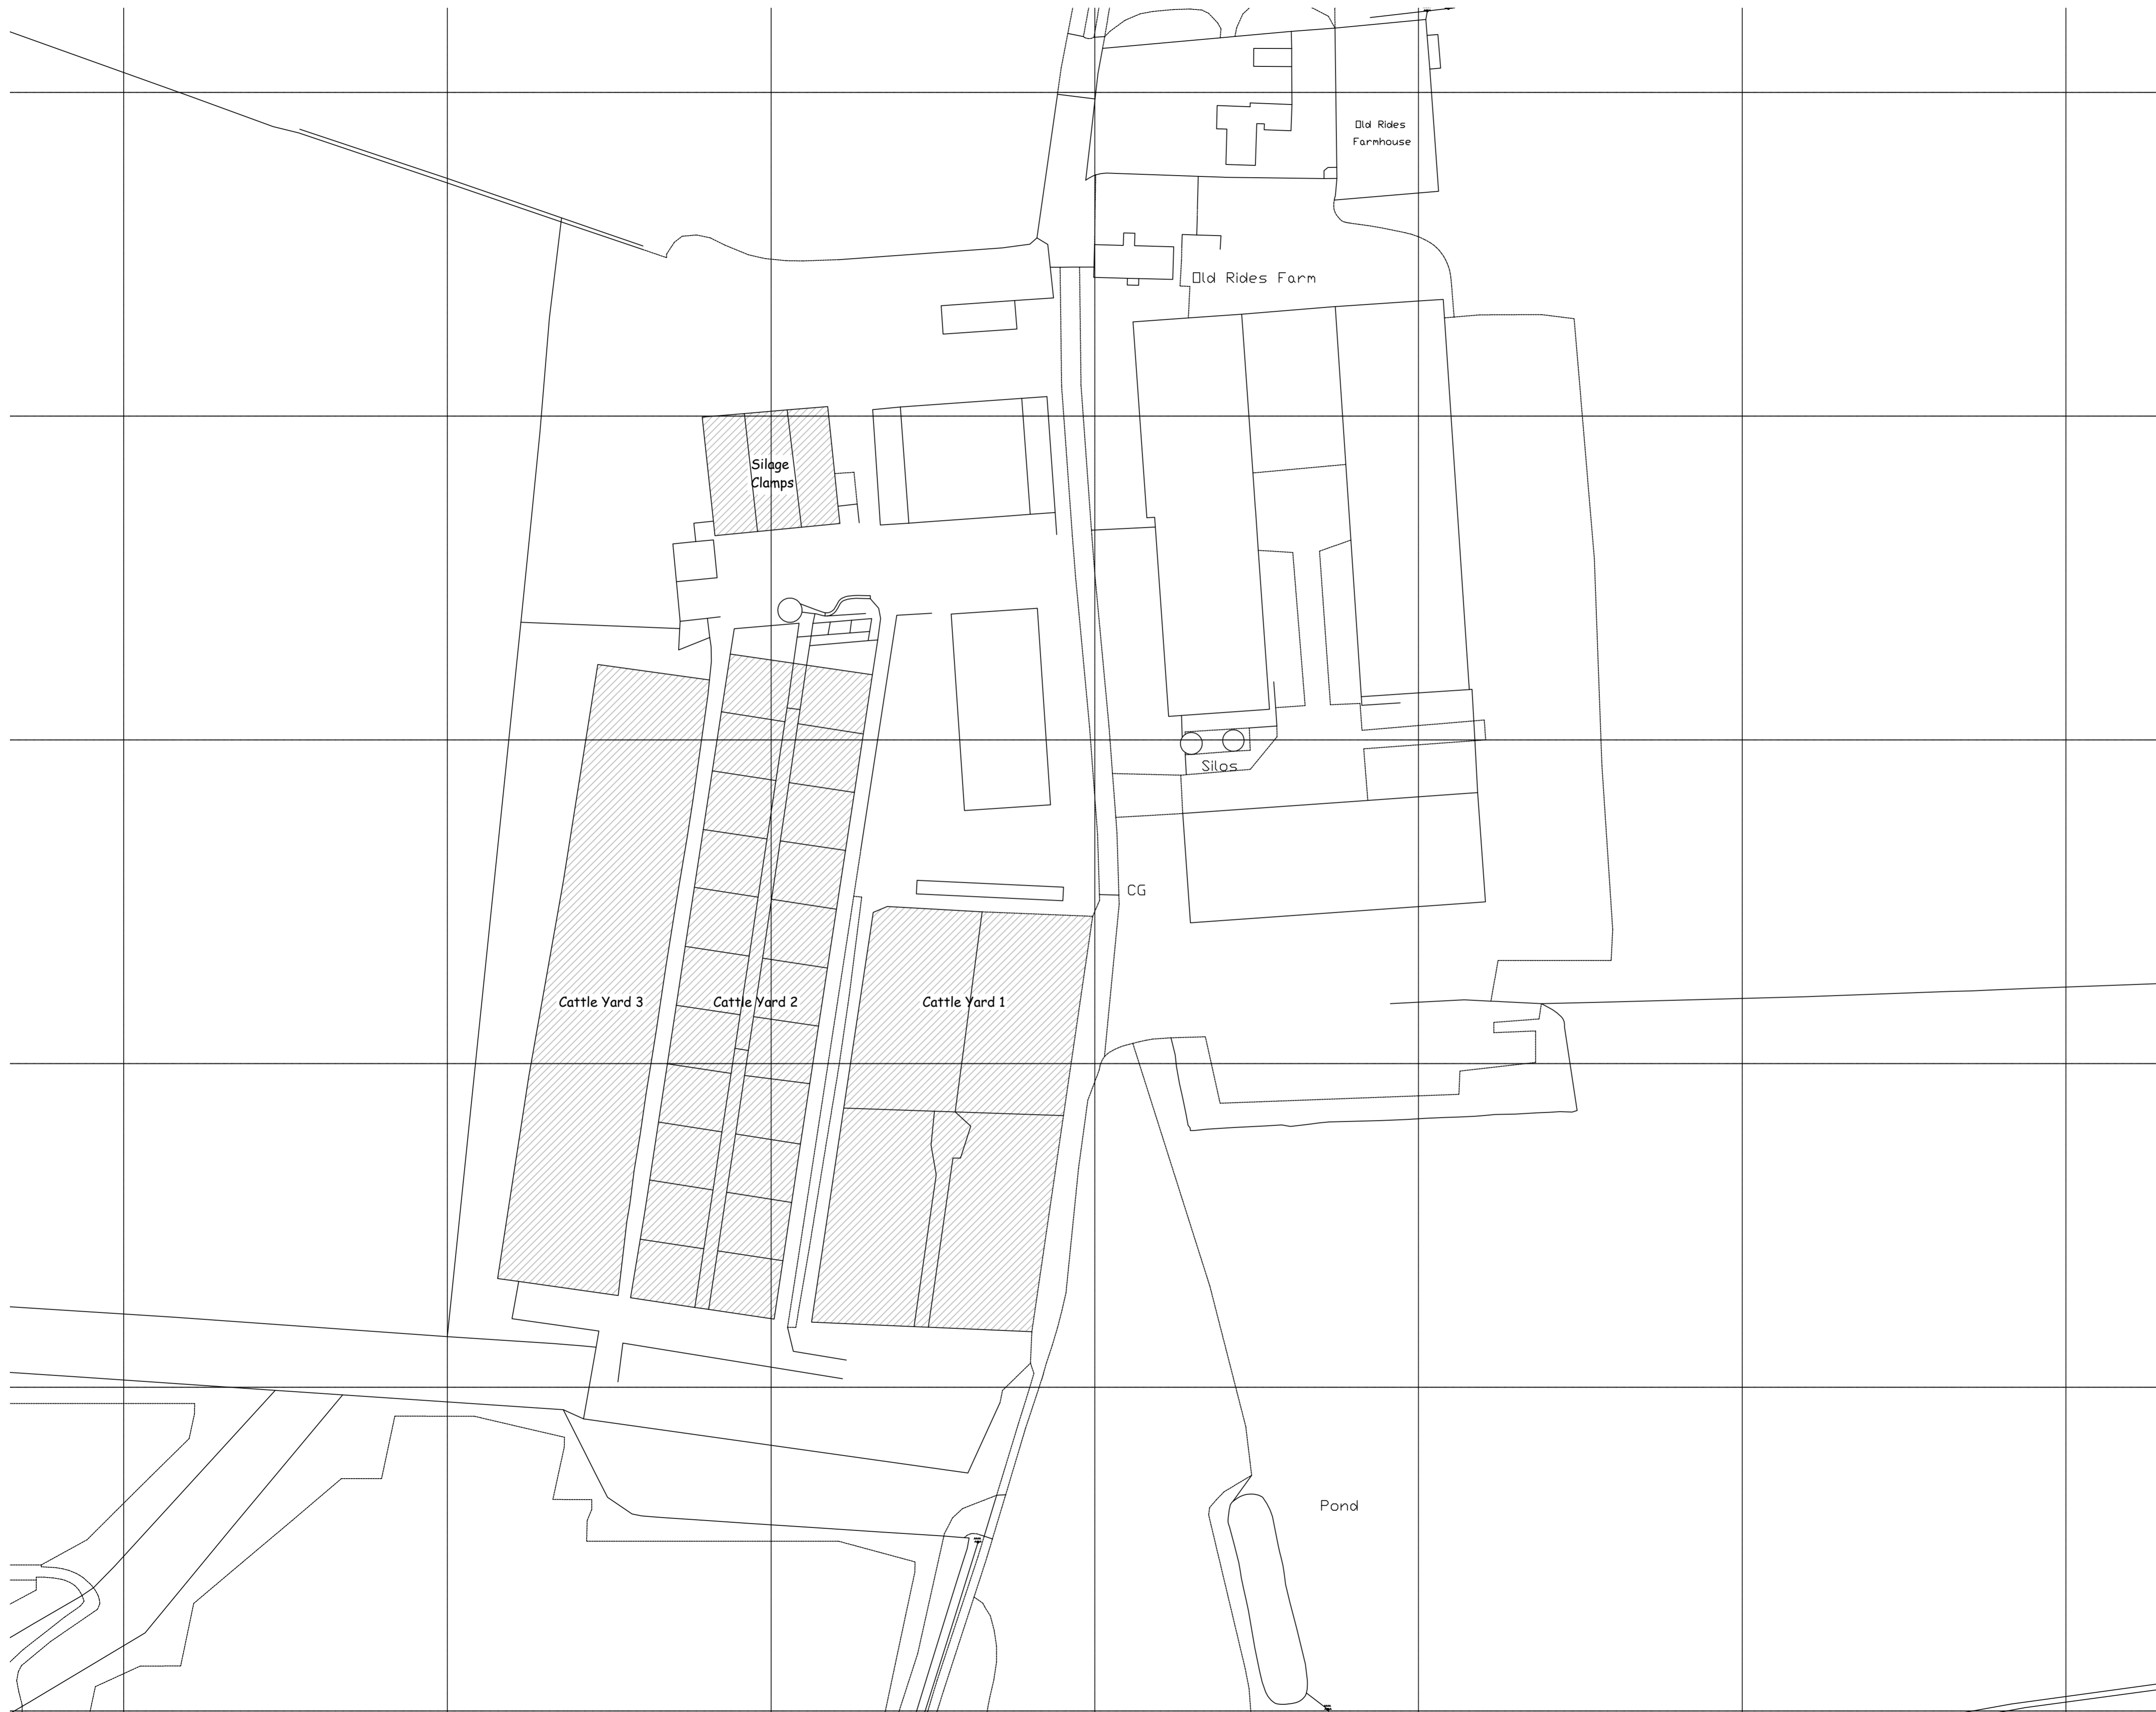 Old Rides
Farmhouse
Old Rides Farm
Silage
Clamps
Silos
CG
Cattle Yard 3
Cattle Yard 2
Cattle Yard 1
Pond